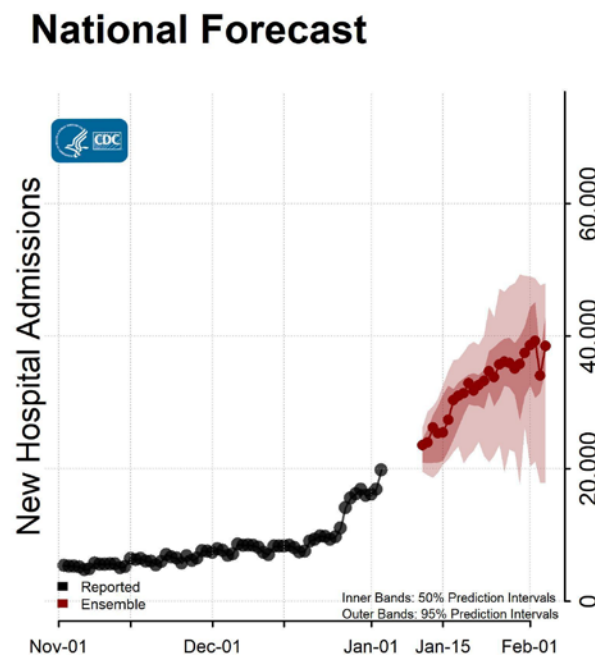 National Forecast
CDC
New Hospital Admissions
60,000
40,000
20,000
0
Reported
Ensemble
Inner Bands: 50% Prediction Intervals
Outer Bands: 95% Prediction Intervals
Nov-01 Dec-01 Jan-01 Jan-15 Feb-01